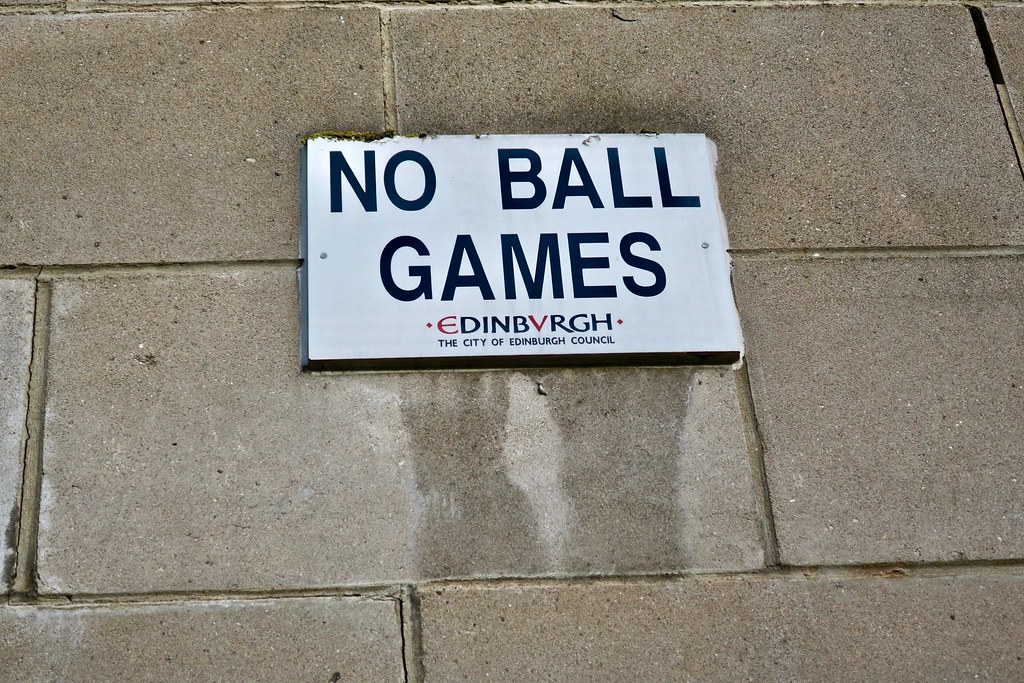 NO BALL
GAMES
·EDINBVRGH·
THE CITY OF EDINBURGH COUNCIL